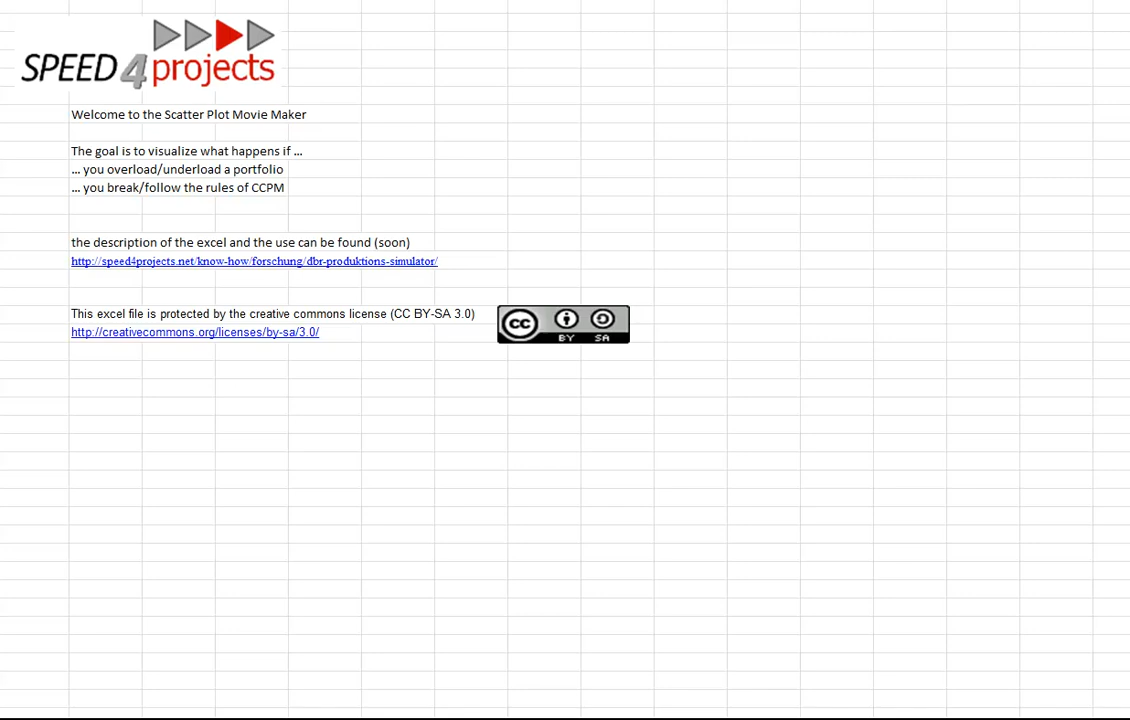 SPEED4projects
Welcome to the Scatter Plot Movie Maker
The goal is to visualize what happens if ...
... you overload/underload a portfolio
... you break/follow the rules of CCPM
the description of the excel and the use can be found (soon)
http://speed4projects.net/know-how/forschung/dbr-produktions-simulator/
This excel file is protected by the creative commons license (CC BY-SA 3.0)
http://creativecommons.org/licenses/by-sa/3.0/
cc
BY SA